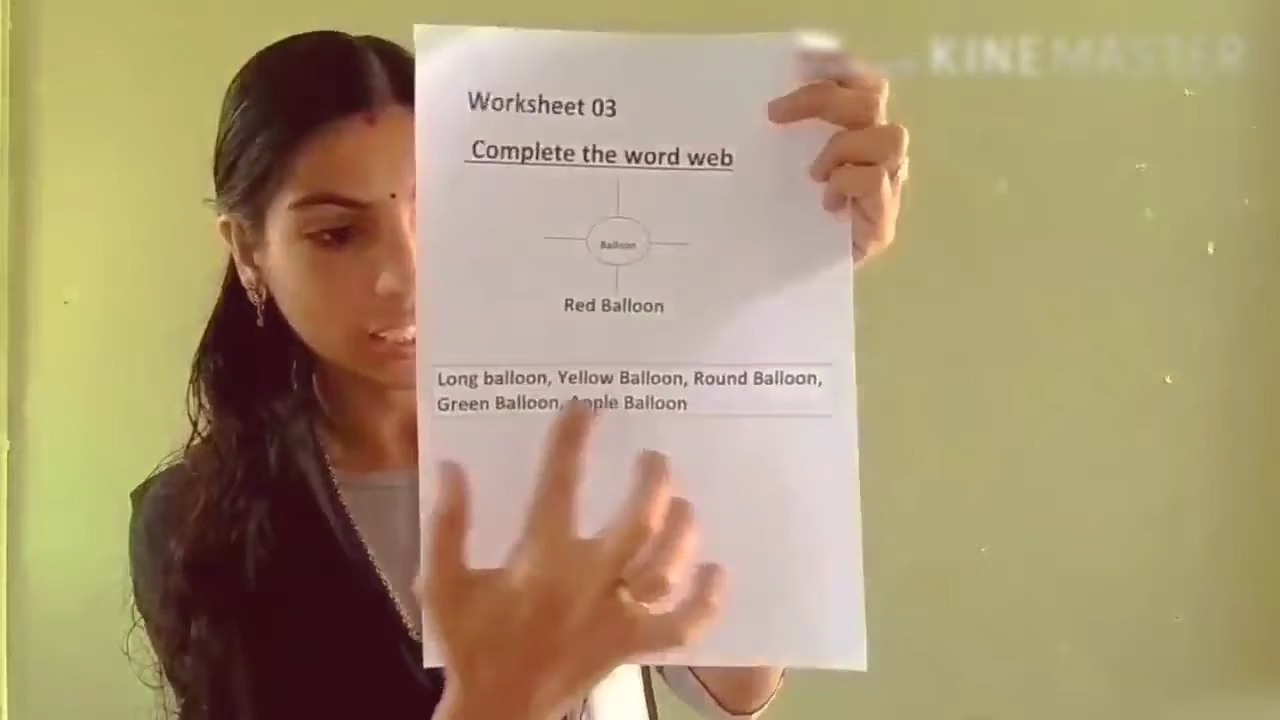 KINEMASTER
Worksheet 03
Complete the word web
Balloon
Red Balloon
Long balloon, Yellow Balloon, Round Balloon,
Green Balloon, Apple Balloon